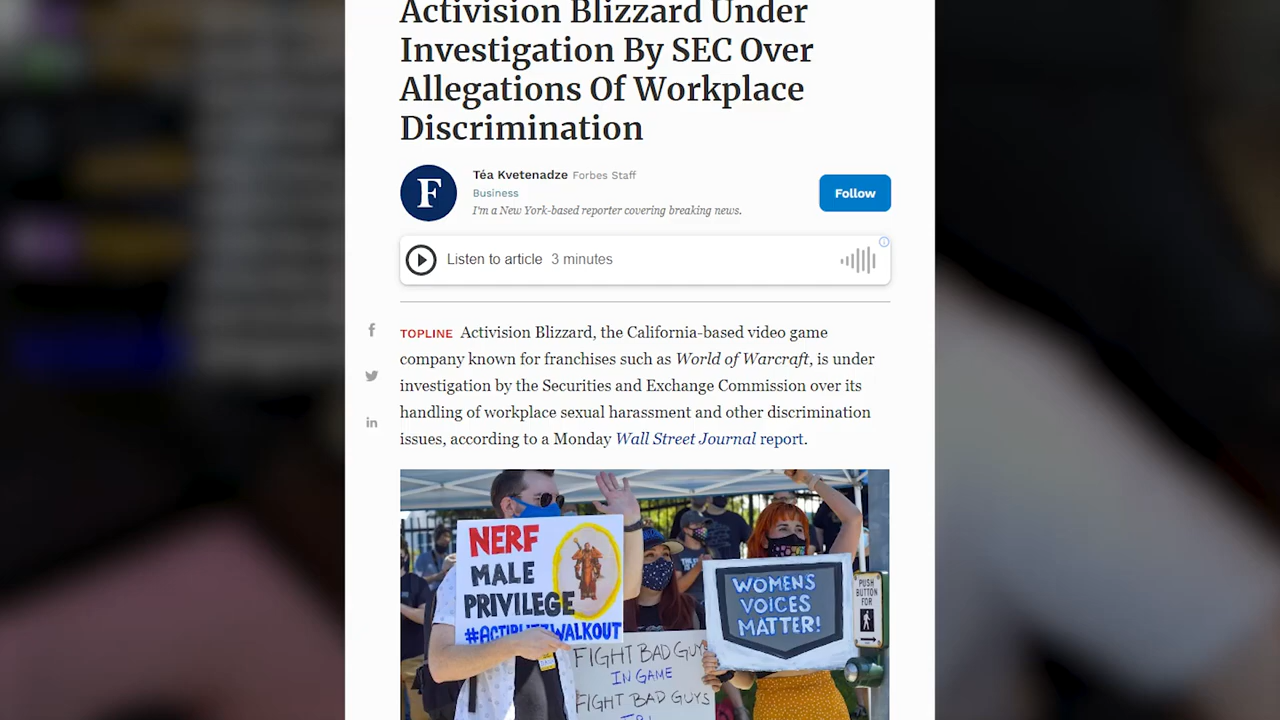 Activision Blizzard Under
Investigation By SEC Over
Allegations Of Workplace
Discrimination
F
Téa Kvetenadze Forbes Staff
Business
I'm a New York-based reporter covering breaking news.
Follow
Listen to article 3 minutes
TOPLINE Activision Blizzard, the California-based video game
company known for franchises such as World of Warcraft, is under
investigation by the Securities and Exchange Commission over its
handling of workplace sexual harassment and other discrimination
issues, according to a Monday Wall Street Journal report.
NERF
MALE
PRIVILEGE
#ACTIBLIZZWALKOUT
FIGHT BAD GUYS
IN GAME
FIGHT BAD GUYS
WOMENS
VOICES
MATTER!
PUSH
BUTTON
FOR